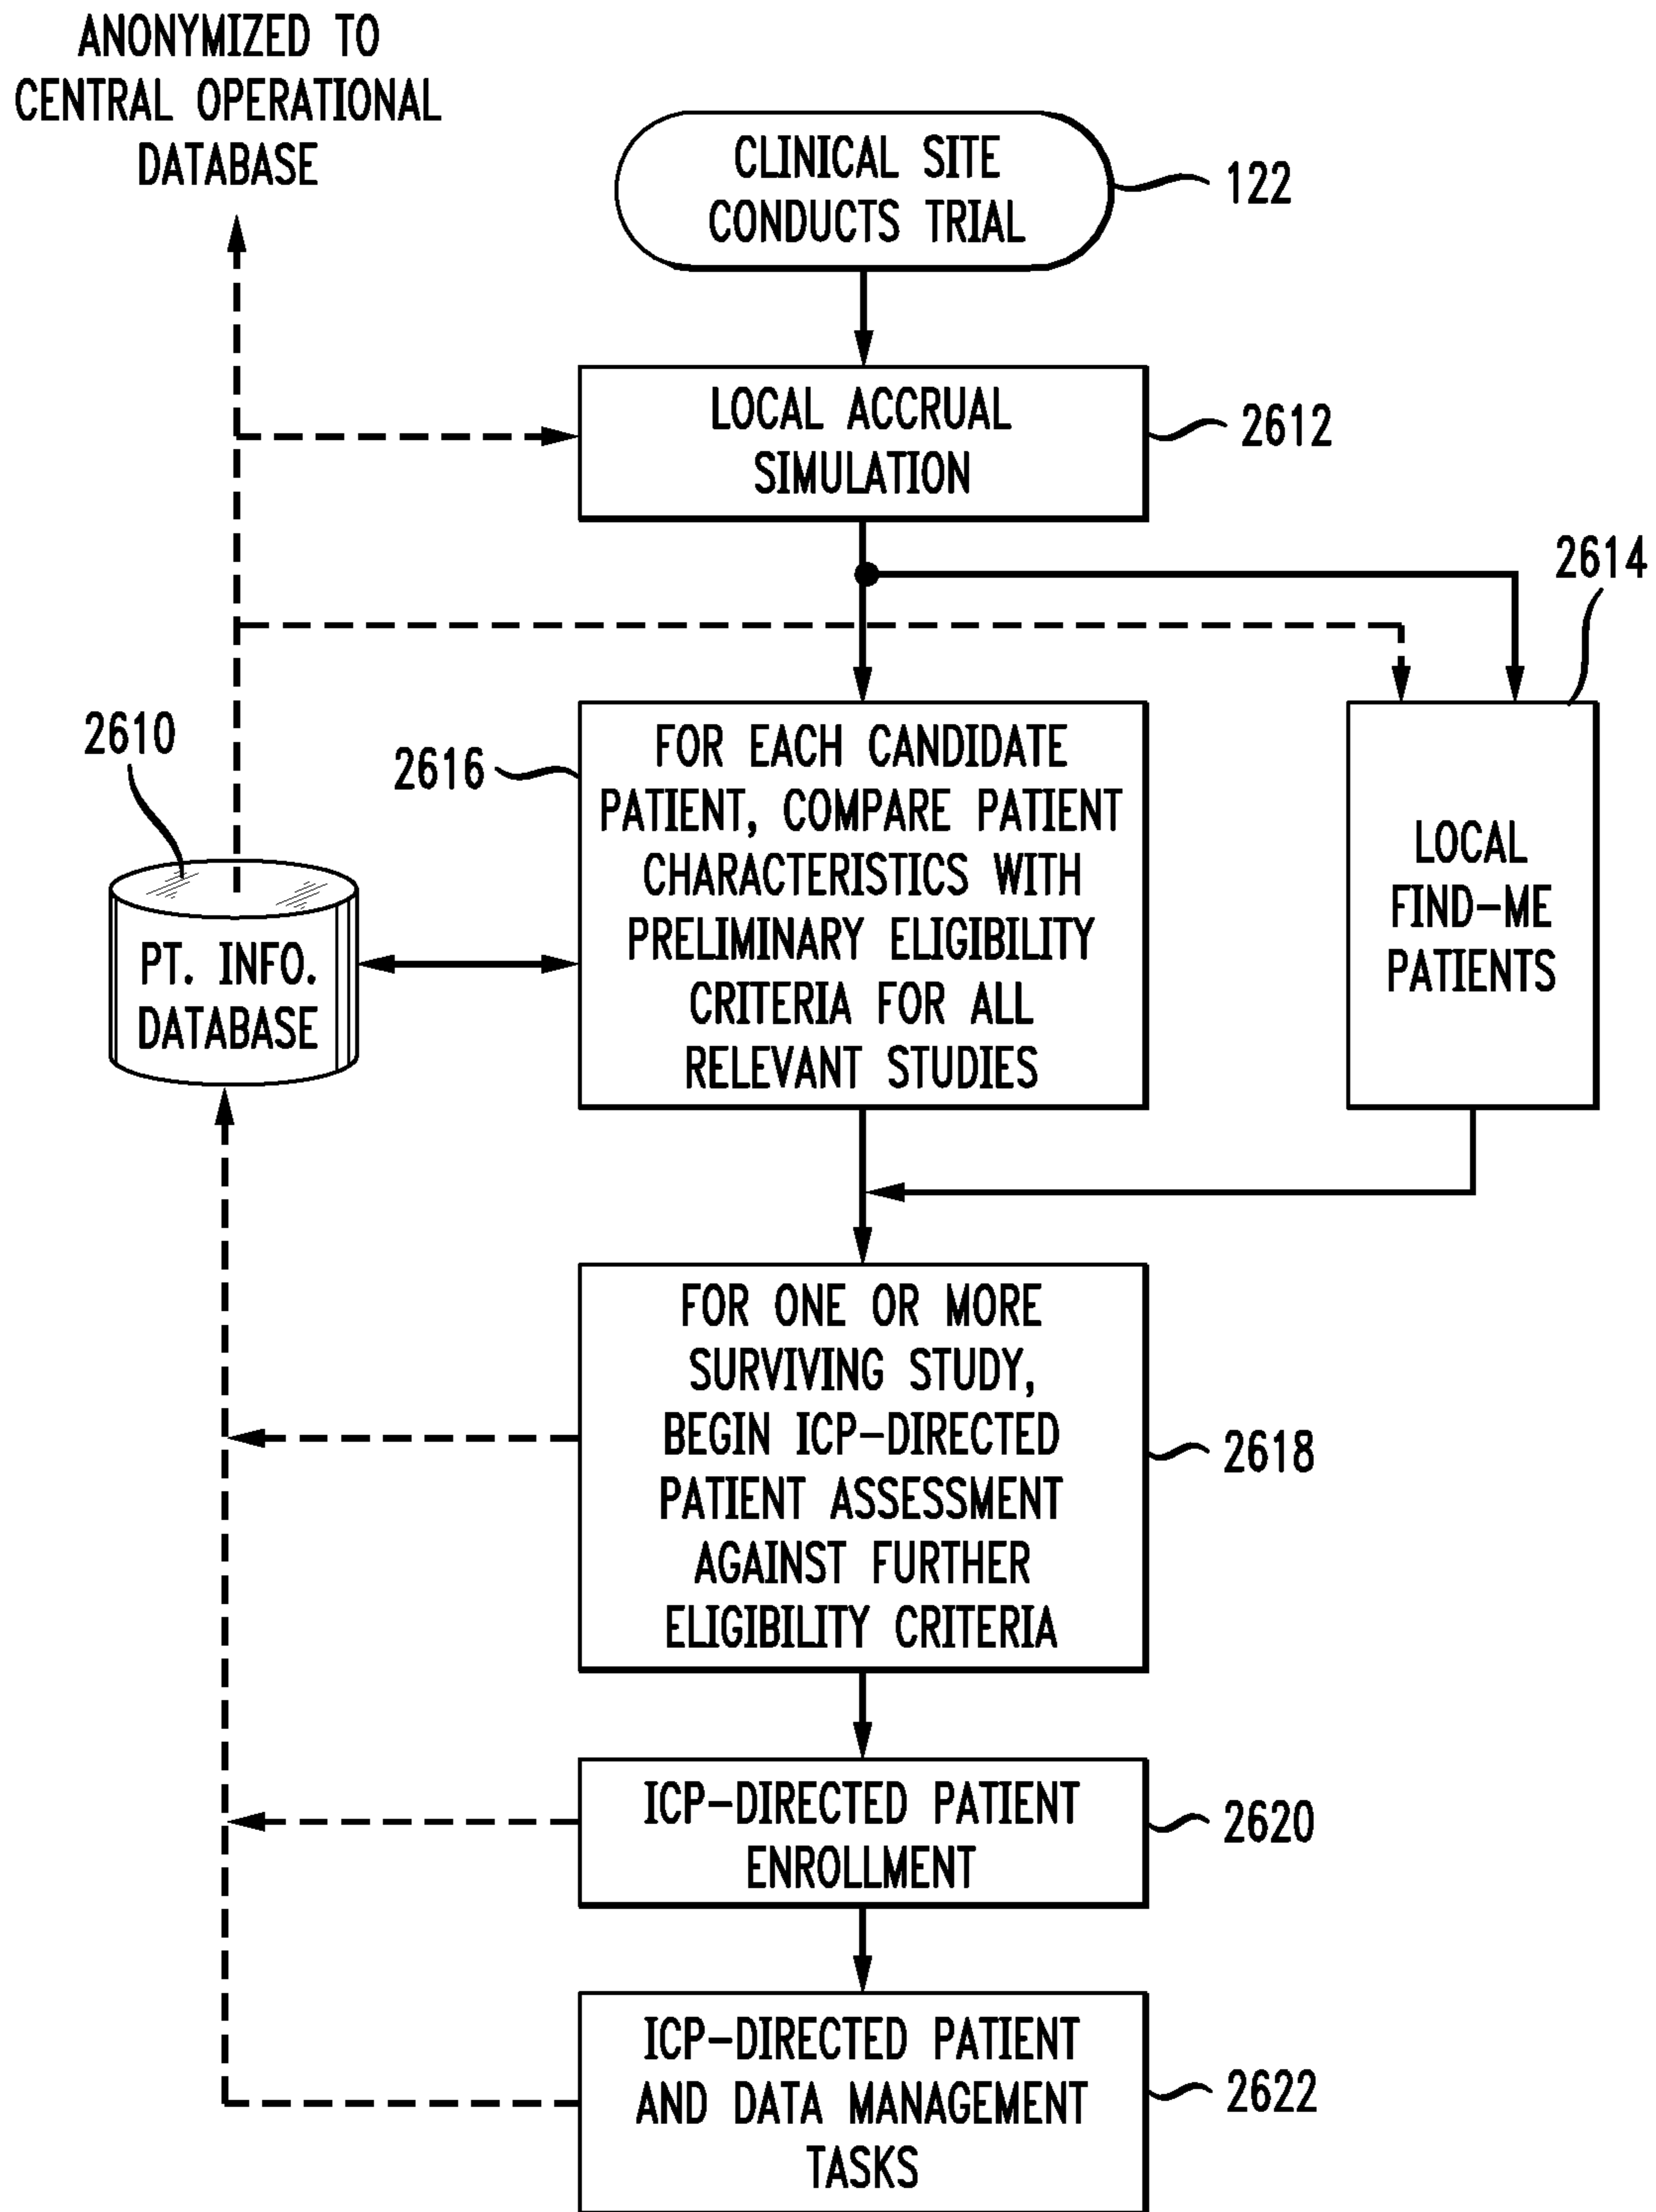 ANONYMIZED TO
CENTRAL OPERATIONAL
DATABASE
CLINICAL SITE
CONDUCTS TRIAL
122
LOCAL ACCRUAL
SIMULATION
2612
2614
2610
2616
FOR EACH CANDIDATE
PATIENT, COMPARE PATIENT
CHARACTERISTICS WITH
PRELIMINARY ELIGIBILITY
CRITERIA FOR ALL
RELEVANT STUDIES
LOCAL
FIND-ME
PATIENTS
PT. INFO.
DATABASE
FOR ONE OR MORE
SURVIVING STUDY,
BEGIN ICP-DIRECTED
PATIENT ASSESSMENT
AGAINST FURTHER
ELIGIBILITY CRITERIA
2618
ICP-DIRECTED PATIENT
ENROLLMENT
2620
ICP-DIRECTED PATIENT
AND DATA MANAGEMENT
TASKS
2622